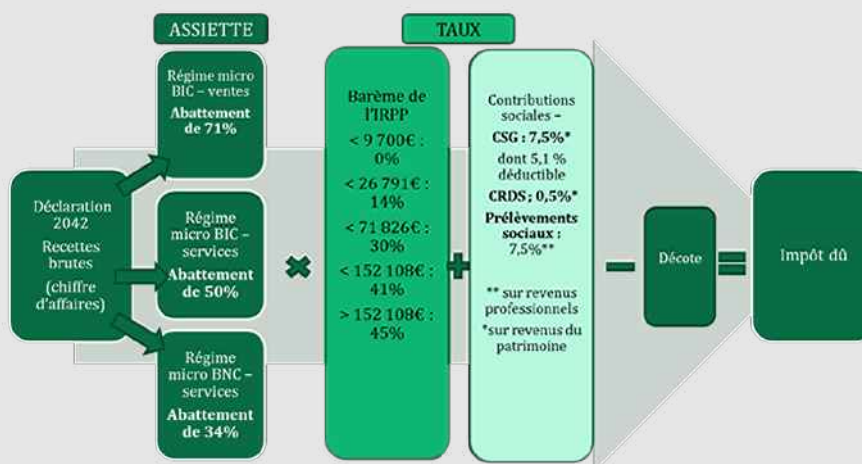 ASSIETTE
TAUX
Déclaration
2042
Recettes
brutes
(chiffre
d'affaires)
Régime micro
BIC – ventes
Abattement
de 71%
Régime
micro BIC –
services
Abattement
de 50%
Régime
micro BNC –
services
Abattement
de 34%
Barème de
l'IRPP
< 9 700€ :
0%
< 26 791€ :
14%
< 71 826€ :
30%
< 152 108€ :
41%
> 152 108€ :
45%
Contributions
sociales –
CSG : 7,5%*
dont 5,1 %
déductible
CRDS ; 0,5%*
Prélèvements
sociaux :
7,5%**
** sur revenus
professionnels
*sur revenus du
patrimoine
Décote
Impôt dû